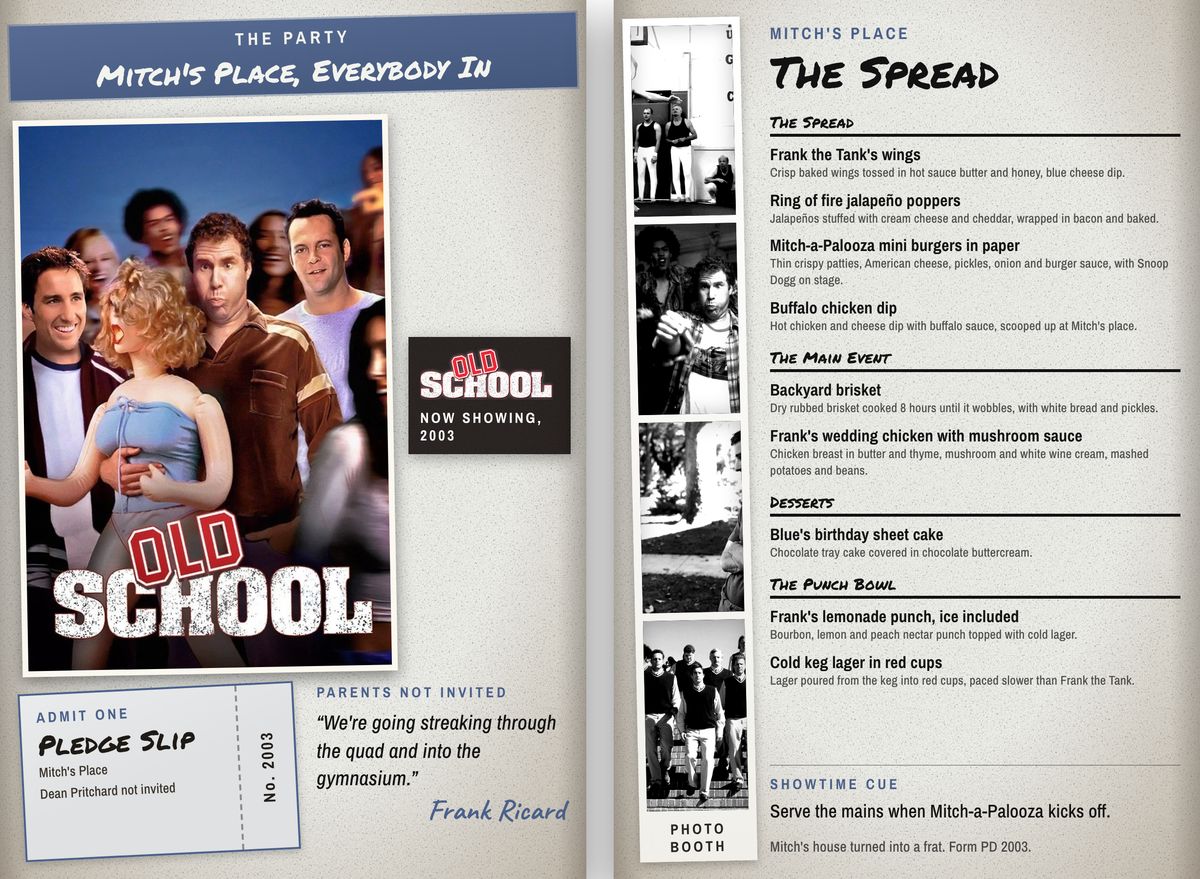 THE PARTY
Mitch's Place, Everybody In
OLD
SCHOOL
OLD
SCHOOL
NOW SHOWING,
2003
ADMIT ONE
Pledge Slip
Mitch's Place
Dean Pritchard not invited
No. 2003
PARENTS NOT INVITED
“We're going streaking through
the quad and into the
gymnasium.”
Frank Ricard
PHOTO
BOOTH
MITCH'S PLACE
The Spread
The Spread
Frank the Tank's wings
Crisp baked wings tossed in hot sauce butter and honey, blue cheese dip.
Ring of fire jalapeño poppers
Jalapeños stuffed with cream cheese and cheddar, wrapped in bacon and baked.
Mitch-a-Palooza mini burgers in paper
Thin crispy patties, American cheese, pickles, onion and burger sauce, with Snoop
Dogg on stage.
Buffalo chicken dip
Hot chicken and cheese dip with buffalo sauce, scooped up at Mitch's place.
The Main Event
Backyard brisket
Dry rubbed brisket cooked 8 hours until it wobbles, with white bread and pickles.
Frank's wedding chicken with mushroom sauce
Chicken breast in butter and thyme, mushroom and white wine cream, mashed
potatoes and beans.
Desserts
Blue's birthday sheet cake
Chocolate tray cake covered in chocolate buttercream.
The Punch Bowl
Frank's lemonade punch, ice included
Bourbon, lemon and peach nectar punch topped with cold lager.
Cold keg lager in red cups
Lager poured from the keg into red cups, paced slower than Frank the Tank.
SHOWTIME CUE
Serve the mains when Mitch-a-Palooza kicks off.
Mitch's house turned into a frat. Form PD 2003.